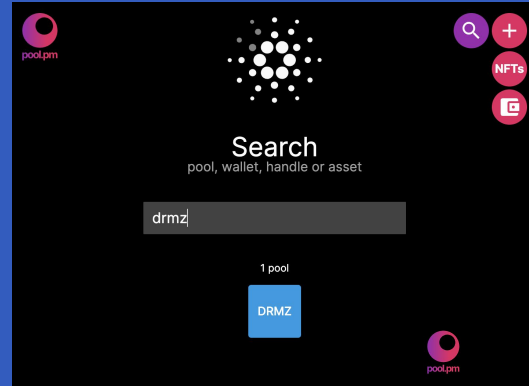 pool.pm
NFTs
Search
pool, wallet, handle or asset
drmz
1 pool
DRMZ
pool.pm